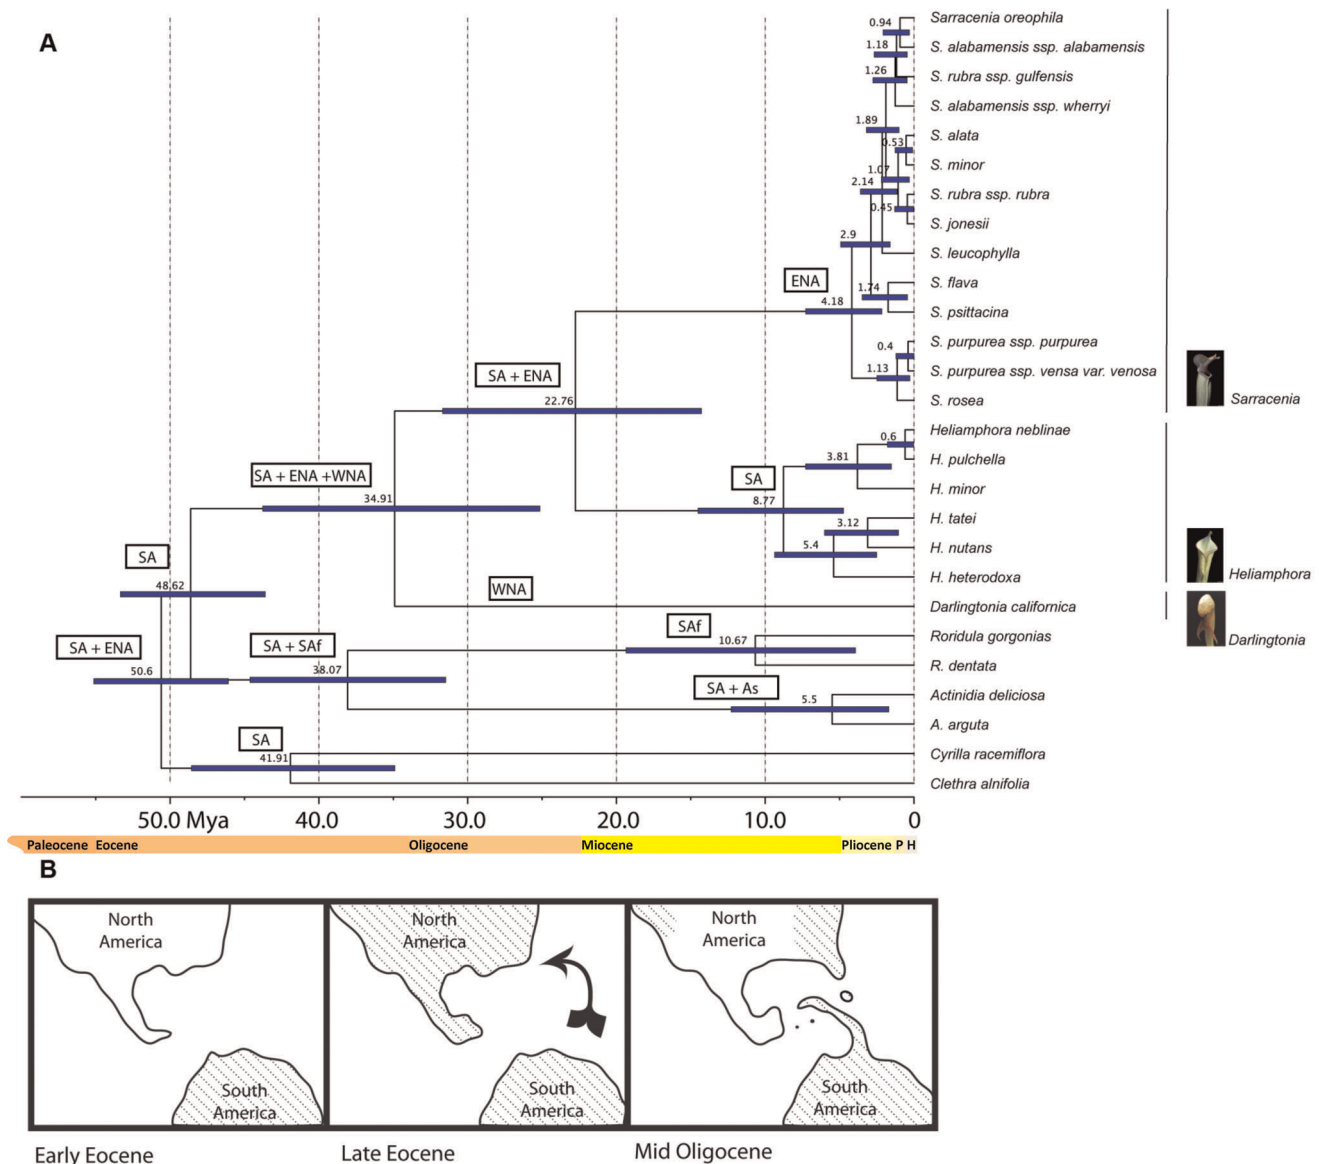 A
0.94
Sarracenia oreophila
1.18
S. alabamensis ssp. alabamensis
1.26
S. rubra ssp. gulfensis
S. alabamensis ssp. wherryi
1.89
S. alata
0.53
S. minor
1.07
2.14
S. rubra ssp. rubra
0.45
S. jonesii
2.9
S. leucophylla
ENA
1.74
S. flava
4.18
S. psittacina
0.4
S. purpurea ssp. purpurea
SA + ENA
1.13
S. purpurea ssp. vensa var. venosa
22.76
S. rosea
Sarracenia
0.6
Heliamphora neblinae
3.81
H. pulchella
SA + ENA +WNA
SA
H. minor
34.91
8.77
3.12
H. tatei
5.4
H. nutans
SA
H. heterodoxa
Heliamphora
48.62
WNA
Darlingtonia californica
SAf
SA + ENA
SA + SAf
10.67
Roridula gorgonias
Darlingtonia
50.6
38.07
R. dentata
SA + As
5.5
Actinidia deliciosa
A. arguta
SA
41.91
Cyrilla racemiflora
Clethra alnifolia
50.0 Mya 40.0 30.0 20.0 10.0 0
Paleocene Eocene Oligocene Miocene Pliocene P H
B
North
America
North
America
North
America
South
America
South
America
South
America
Early Eocene
Late Eocene
Mid Oligocene